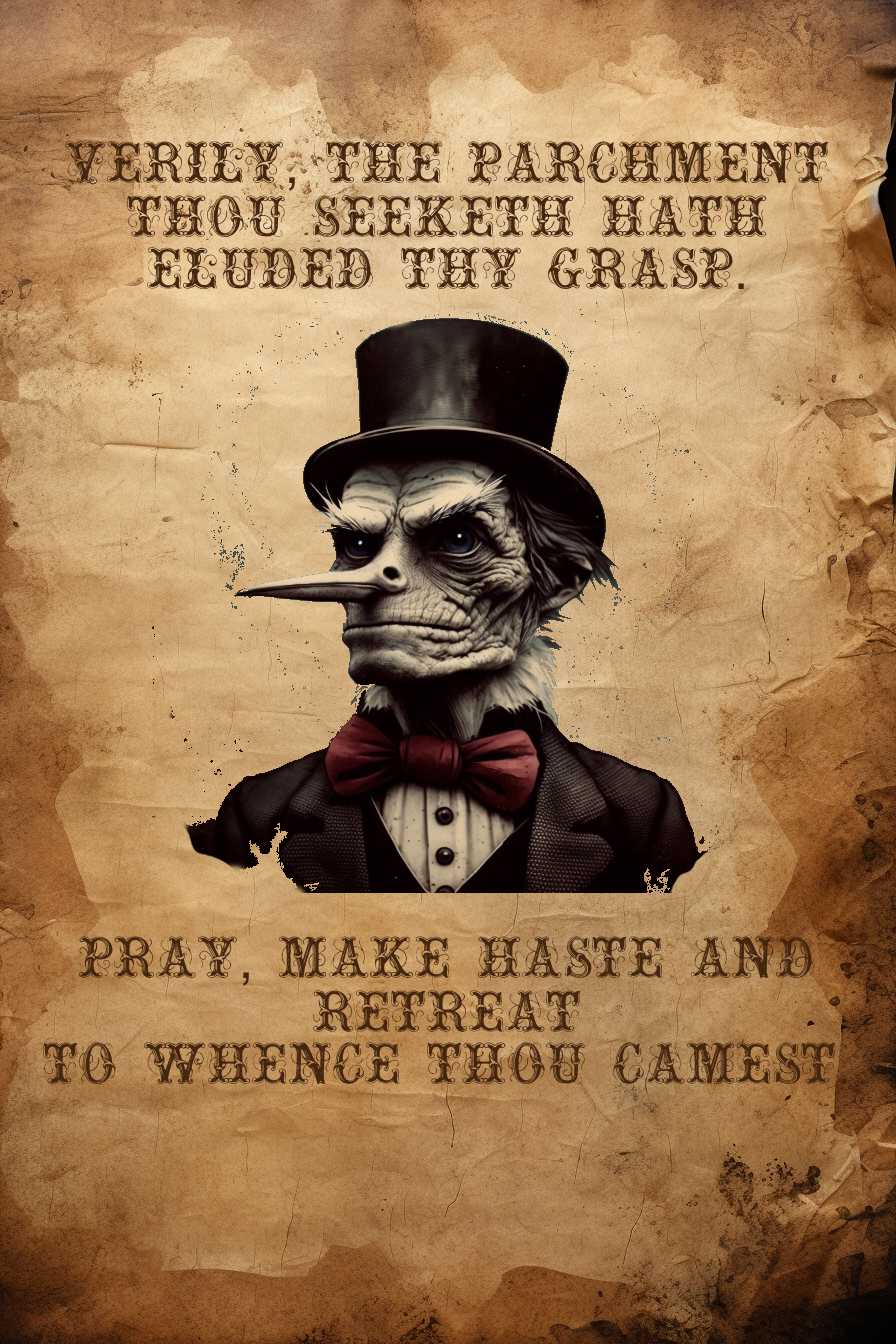 VERILY, THE PARCHMENT
THOU SEEKETH HATH
ELUDED THY GRASP.
PRAY, MAKE HASTE AND
RETREAT
TO WHENCE THOU CAMEST